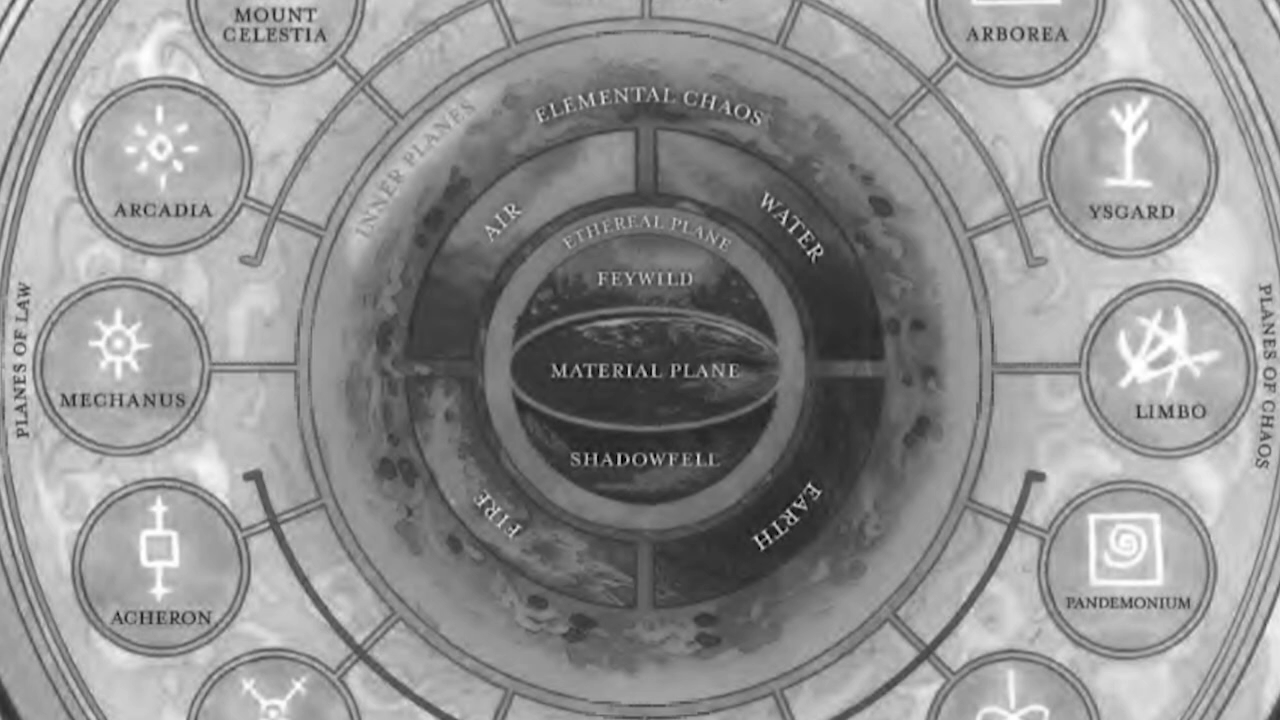 MOUNT
CELESTIA
ARBOREA
ELEMENTAL CHAOS
INNER PLANES
ARCADIA
AIR
WATER
YSGARD
ETHEREAL PLANE
FEYWILD
PLANES OF LAW
MATERIAL PLANE
PLANES OF CHAOS
MECHANUS
LIMBO
SHADOWFELL
FIRE
EARTH
ACHERON
PANDEMONIUM